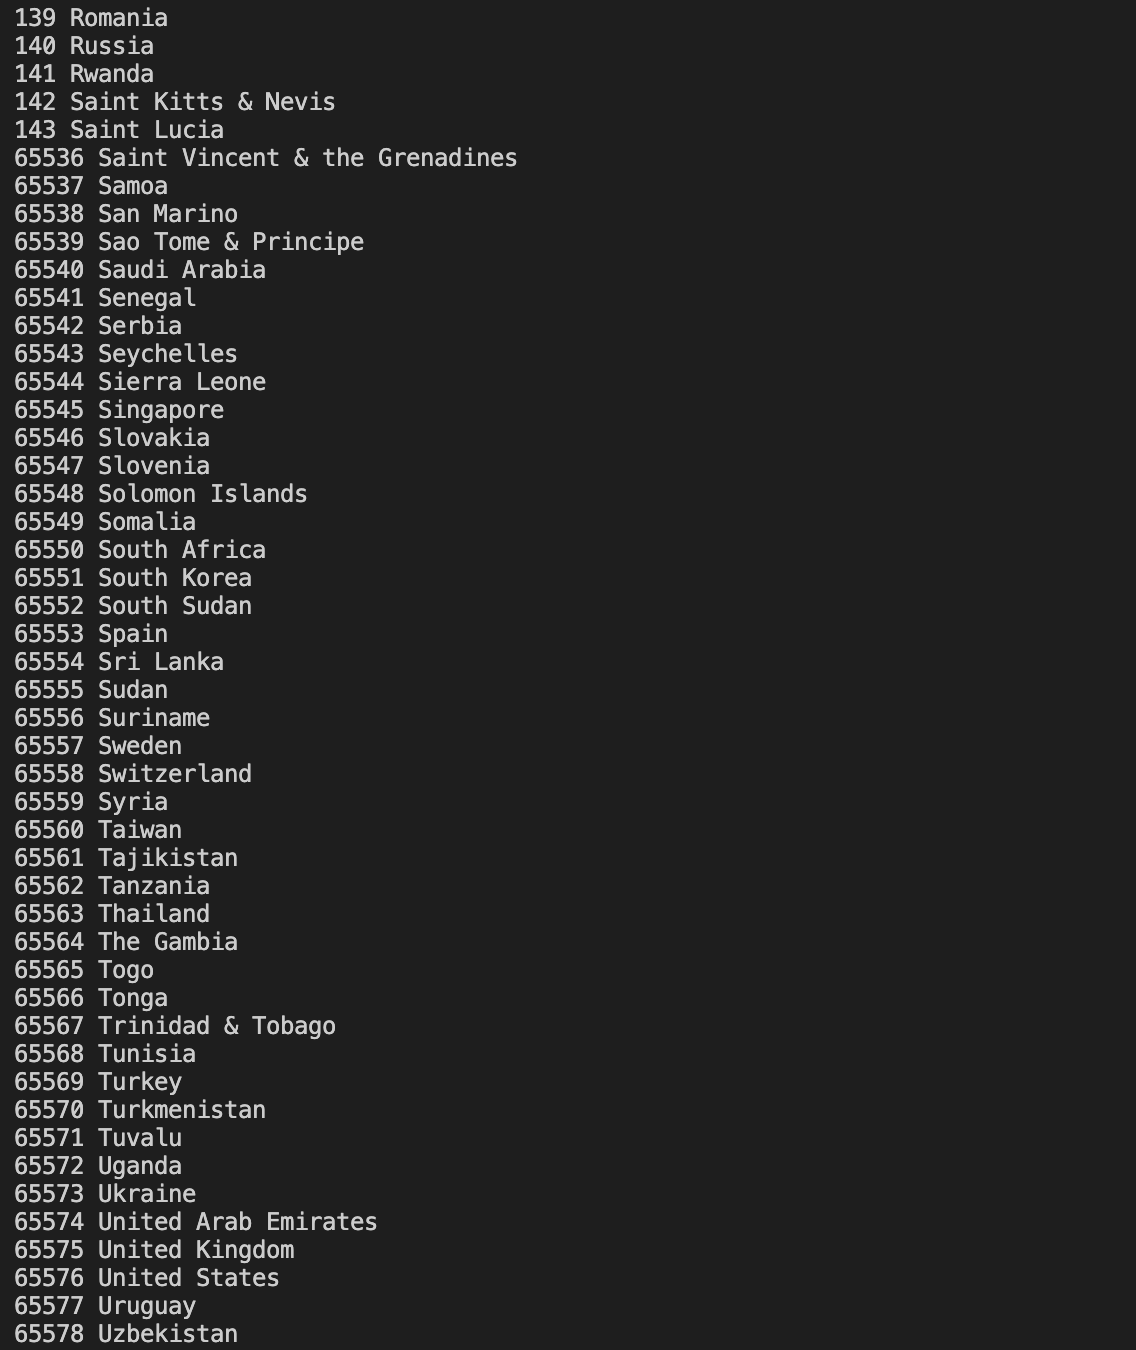 139 Romania
140 Russia
141 Rwanda
142 Saint Kitts & Nevis
143 Saint Lucia
65536 Saint Vincent & the Grenadines
65537 Samoa
65538 San Marino
65539 Sao Tome & Principe
65540 Saudi Arabia
65541 Senegal
65542 Serbia
65543 Seychelles
65544 Sierra Leone
65545 Singapore
65546 Slovakia
65547 Slovenia
65548 Solomon Islands
65549 Somalia
65550 South Africa
65551 South Korea
65552 South Sudan
65553 Spain
65554 Sri Lanka
65555 Sudan
65556 Suriname
65557 Sweden
65558 Switzerland
65559 Syria
65560 Taiwan
65561 Tajikistan
65562 Tanzania
65563 Thailand
65564 The Gambia
65565 Togo
65566 Tonga
65567 Trinidad & Tobago
65568 Tunisia
65569 Turkey
65570 Turkmenistan
65571 Tuvalu
65572 Uganda
65573 Ukraine
65574 United Arab Emirates
65575 United Kingdom
65576 United States
65577 Uruguay
65578 Uzbekistan